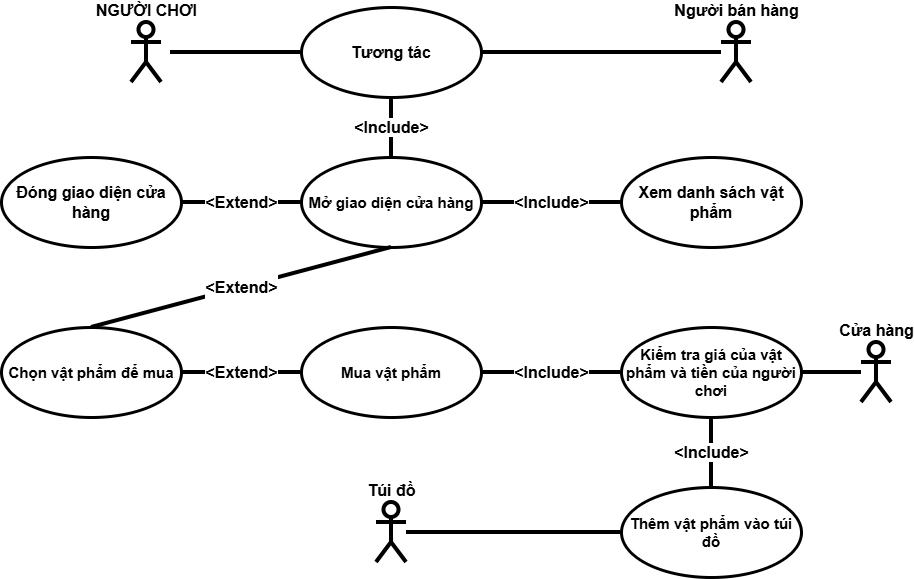 NGƯỜI CHƠI
Người bán hàng
Tương tác
<Include>
Đóng giao diện cửa
hàng
<Extend>
Mở giao diện cửa hàng
<Include>
Xem danh sách vật
phẩm
<Extend>
Cửa hàng
Chọn vật phẩm để mua
<Extend>
Mua vật phẩm
<Include>
Kiểm tra giá của vật
phẩm và tiền của người
chơi
<Include>
Túi đồ
Thêm vật phẩm vào túi
đồ